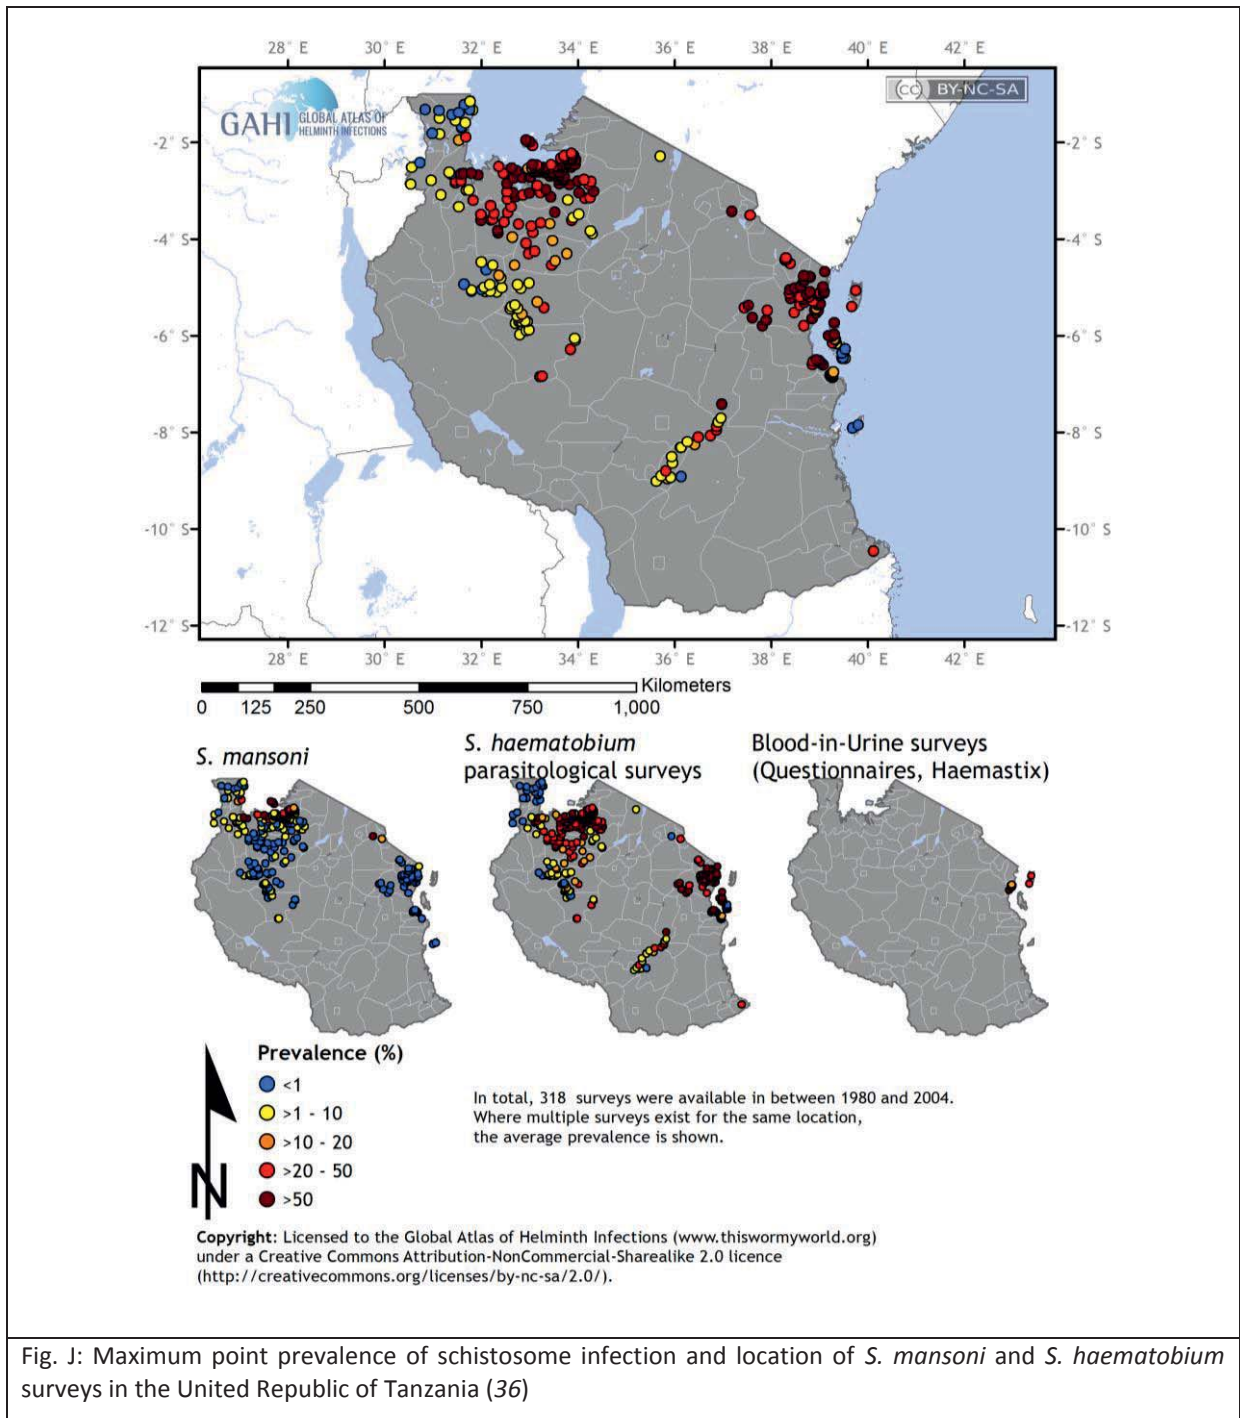 28° E 30° E 32° E 34° E 36° E 38° E 40° E 42° E
GAHI GLOBAL ATLAS OF
HELMINTH INFECTIONS
(cc) BY-NC-SA
-2° S -2° S
-4° S -4° S
-6° S -6° S
-8° S -8° S
-10° S -10° S
-12° S -12° S
28° E 30° E 32° E 34° E 36° E 38° E 40° E 42° E
Kilometers
0 125 250 500 750 1,000
S. mansoni
S. haematobium
parasitological surveys
Blood-in-Urine surveys
(Questionnaires, Haemastix)
N
Prevalence (%)
<1
>1 - 10
>10 - 20
>20 - 50
>50
In total, 318 surveys were available in between 1980 and 2004.
Where multiple surveys exist for the same location,
the average prevalence is shown.
Copyright: Licensed to the Global Atlas of Helminth Infections (www.thiswormyworld.org)
under a Creative Commons Attribution-NonCommercial-Sharealike 2.0 licence
(http://creativecommons.org/licenses/by-nc-sa/2.0/).
Fig. J: Maximum point prevalence of schistosome infection and location of S. mansoni and S. haematobium
surveys in the United Republic of Tanzania (36)